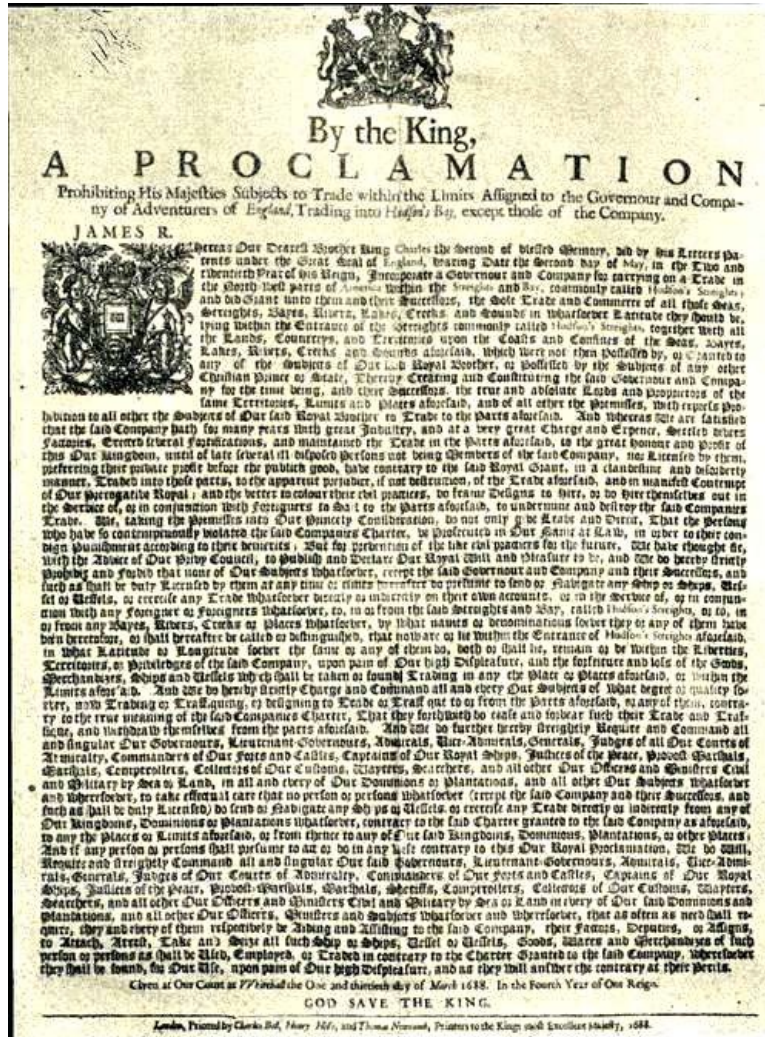 By the King,
A PROCLAMATION
Prohibiting His Majesties Subjects to Trade within the Limits Assigned to the Governour and Compa-
ny of Adventurers of England, Trading into Hudson's Bay, except those of the Company.
JAMES R.
Whereas Our Dearest Brother King Charles the Second of blessed Memory, did by his Letters Pa-
tents under the Great Seal of England, bearing Date the Second day of May, in the Two and
twentieth Year of his Reign, Incorporate a Governour and Company for carrying on a Trade in
the North West parts of America within the Streights and Bay, commonly called Hudson's Streights;
and did Grant unto them and their Successors, the Sole Trade and Commerce of all those Seas,
Streights, Bayes, Rivers, Lakes, Creeks, and Sounds in whatsoever Latitude they should be,
lying within the Entrance of the Streights commonly called Hudson's Streights, together with all
the Lands, Countreys, and Territories upon the Coasts and Confines of the Seas, Bayes,
Lakes, Rivers, Creeks and Sounds aforesaid, which were not then Possessed by, or Granted to
any of the Subjects of Our said Royal Brother, or Possessed by the Subjects of any other
Christian Prince or State, Thereby Creating and Constituting the said Governour and Compa-
ny for the time being, and their Successors, the true and absolute Lords and Proprietors of the
same Territories, Limits and Places aforesaid, and of all other the Premisses, with express Pro-
hibition to all other the Subjects of Our said Royal Brother to Trade to the Parts aforesaid. And whereas We are satisfied
that the said Company hath for many years with great Industry, and at a very great Charge and Expence, Settled divers
Factories, Erected several Fortifications, and maintained the Trade in the Parts aforesaid, to the great honour and Profit of
this Our Kingdom, until of late several ill disposed Persons not being Members of the said Company, nor Licensed by them,
preferring their private profit before the publick good, have contrary to the said Royal Grant, in a clandestine and disorderly
manner, Traded into those parts, to the apparent prejudice, if not destruction, of the Trade aforesaid, and in manifest Contempt
of Our Prerogative Royal; and the better to colour their evil practices, do frame Designs to hire, or do hire themselves out in
the Service of, or in conjunction with Foreigners to Sail to the Parts aforesaid, to undermine and destroy the said Companies
Trade. We, taking the Premisses into Our Princely Consideration, do not only give Leave and Direct, That the Persons
who have so contemptuously violated the said Companies Charter, be Prosecuted in Our Name at Law, in order to their con-
dign Punishment according to their demerits; But for prevention of the like evil practices for the future, We have thought fit,
with the Advice of Our Privy Council, to Publish and Declare Our Royal Will and Pleasure to be, and We do hereby strictly
Prohibit and Forbid that none of Our Subjects whatsoever, except the said Governour and Company and their Successors, and
such as shall be duly Licensed by them at any time or times hereafter do presume to send or Navigate any Ship or Ships, Ves-
sel or Vessels, or exercise any Trade whatsoever directly or indirectly on their own accounts, or in the Service of, or in conjunc-
tion with any Foreigner or Foreigners whatsoever, to, in or from the said Streights and Bay, called Hudson's Streights, or to, in
or from any Bayes, Rivers, Creeks or Places whatsoever, by what names or denominations soever they or any of them have
been heretofore, or shall hereafter be called or distinguished, that now are or lie within the Entrance of Hudson's Streights aforesaid,
in what Latitude or Longitude soever the same or any of them do, both or shall lie, remain or be within the Liberties,
Territories, or Priviledges of the said Company, upon pain of Our high Displeasure, and the forfeiture and loss of the Goods,
Merchandizes, Ships and Vessels which shall be taken or found Trading in any the Place or Places aforesaid, or within the
Limits aforesaid. And We do hereby strictly Charge and Command all and every Our Subjects of what degree or quality so-
ever, now Trading or Traffiquing, or designing to Trade or Traffique to or from the Parts aforesaid, or any of them, contra-
ry to the true meaning of the said Companies Charter, That they forthwith do cease and forbear such their Trade and Traf-
fique, and withdraw themselves from the parts aforesaid. And We do further hereby streightly Require and Command all
and singular Our Governours, Lieutenant-Governours, Admirals, Vice-Admirals, Generals, Judges of all Our Courts of
Admiralty, Commanders of Our Forts and Castles, Captains of Our Royal Ships, Justices of the Peace, Provost Marshals,
Marshals, Comptrollers, Collectors of Our Customs, Wayters, Searchers, and all other Our Officers and Ministers Civil
and Military by Sea or Land, in all and every of Our Dominions or Plantations, and all other Our Subjects whatsoever
and wheresoever, to take effectual care that no person or persons whatsoever (except the said Company and their Successors, and
such as shall be duly Licensed) do send or Navigate any Ships or Vessels, or exercise any Trade directly or indirectly from any of
Our Kingdoms, Dominions or Plantations whatsoever, contrary to the said Charter granted to the said Company as aforesaid,
to any the Places or Limits aforesaid, or from thence to any of Our said Kingdoms, Dominions, Plantations, or other Places.
And if any person or persons shall presume to act or do in any wise contrary to this Our Royal Proclamation, We do Will,
Require and streightly Command all and singular Our said Governours, Lieutenant-Governours, Admirals, Vice-Admi-
rals, Generals, Judges of Our Courts of Admiralty, Commanders of Our Forts and Castles, Captains of Our Royal
Ships, Justices of the Peace, Provost-Marshals, Marshals, Sheriffs, Comptrollers, Collectors of Our Customs, Wayters,
Searchers, and all other Our Officers and Ministers Civil and Military by Sea or Land in every of Our said Dominions and
Plantations, and all other Our Officers, Ministers and Subjects whatsoever and wheresoever, that as often as need shall re-
quire, they and every of them respectively be Aiding and Assisting to the said Company, their Factors, Deputies, or Assigns,
to Attach, Arrest, Take and Seize all such Ship or Ships, Vessel or Vessels, Goods, Wares and Merchandizes of such
person or persons as shall be Used, Employed, or Traded in contrary to the Charter Granted to the said Company, wheresoever
they shall be found, for Our Use, upon pain of Our high Displeasure, and as they will answer the contrary at their Perils.
Given at Our Court at Whitehall the One and thirtieth day of March 1688. In the Fourth Year of Our Reign.
GOD SAVE THE KING.
London, Printed by Charles Bill, Henry Hills, and Thomas Newcomb, Printers to the Kings most Excellent Majesty, 1688.